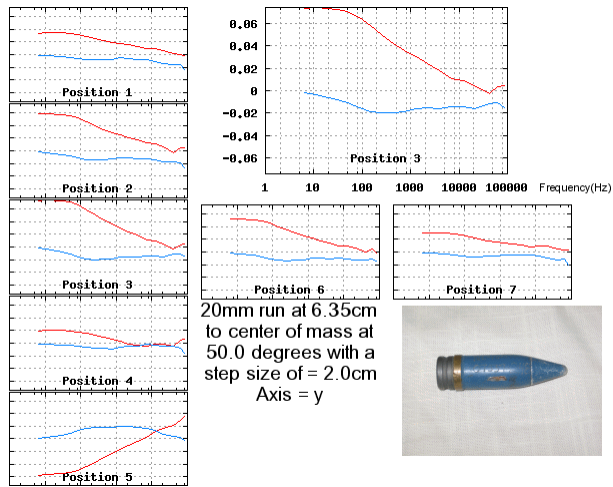 Position 1
Position 2
Position 3
Position 4
Position 5
0.06
0.04
0.02
0
-0.02
-0.04
-0.06
Position 3
1 10 100 1000 10000 100000 Frequency(Hz)
Position 6
Position 7
20mm run at 6.35cm
to center of mass at
50.0 degrees with a
step size of = 2.0cm
Axis = y